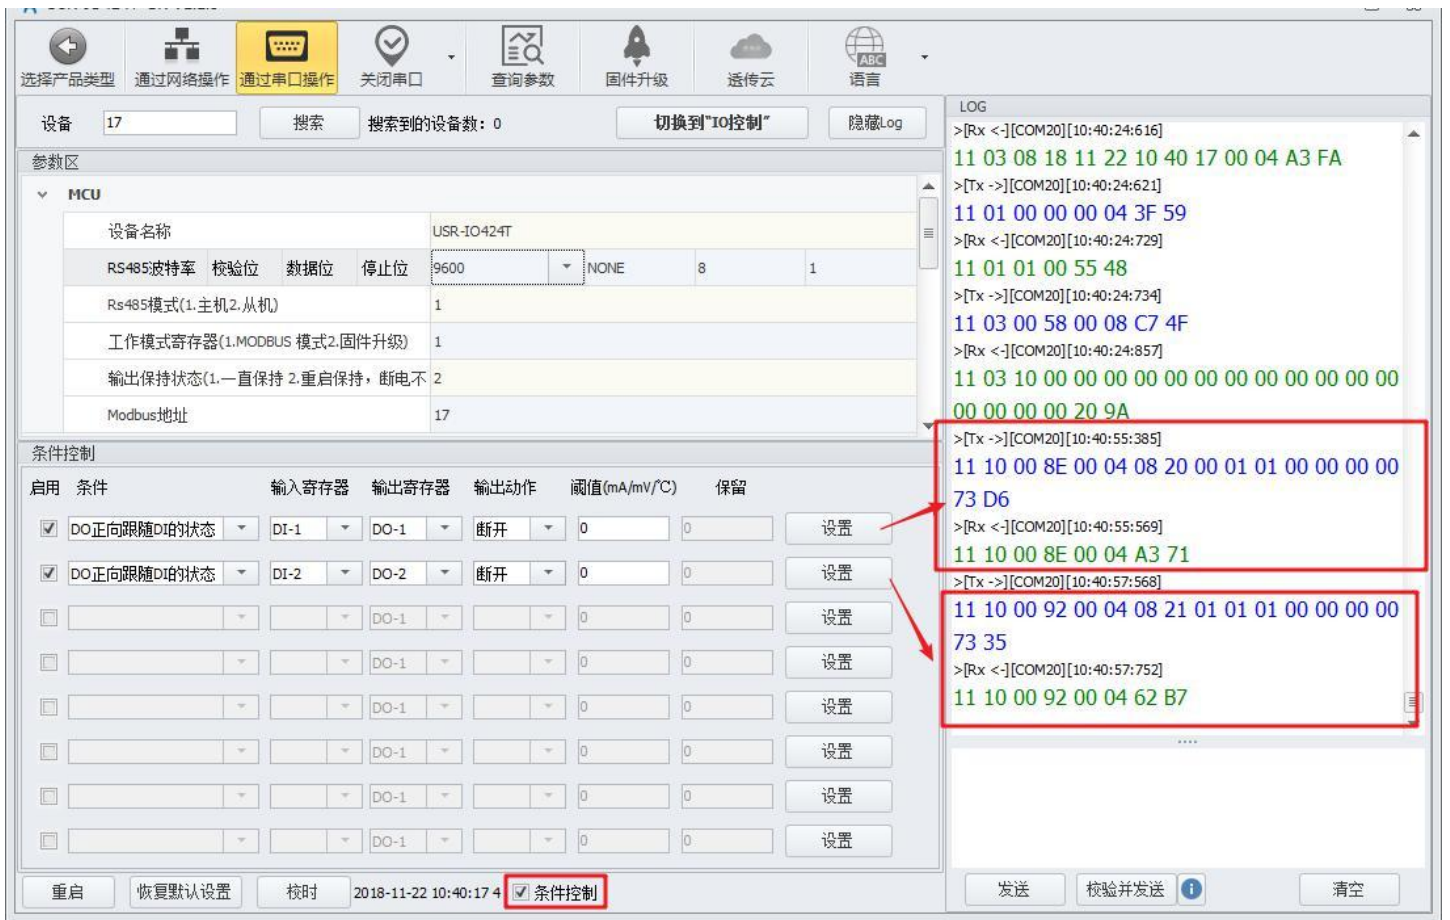 选择产品类型 通过网络操作 通过串口操作 关闭串口 查询参数 固件升级 透传云 语言
ABC
设备 17 搜索 搜索到的设备数: 0 切换到"IO控制" 隐藏Log
参数区
MCU
设备名称 USR-IO424T
RS485波特率 校验位 数据位 停止位 9600 NONE 8 1
Rs485模式(1.主机2.从机) 1
工作模式寄存器(1.MODBUS 模式2.固件升级) 1
输出保持状态(1.一直保持 2.重启保持，断电不 2
Modbus地址 17
条件控制
启用 条件 输入寄存器 输出寄存器 输出动作 阈值(mA/mV/℃) 保留
DO正向跟随DI的状态 DI-1 DO-1 断开 0 0 设置
DO正向跟随DI的状态 DI-2 DO-2 断开 0 0 设置
DO-1 0 0 设置
DO-1 0 0 设置
DO-1 0 0 设置
DO-1 0 0 设置
DO-1 0 0 设置
DO-1 0 0 设置
重启 恢复默认设置 校时 2018-11-22 10:40:17 4 条件控制
LOG
>[Rx <-][COM20][10:40:24:616]
11 03 08 18 11 22 10 40 17 00 04 A3 FA
>[Tx ->][COM20][10:40:24:621]
11 01 00 00 00 04 3F 59
>[Rx <-][COM20][10:40:24:729]
11 01 01 00 55 48
>[Tx ->][COM20][10:40:24:734]
11 03 00 58 00 08 C7 4F
>[Rx <-][COM20][10:40:24:857]
11 03 10 00 00 00 00 00 00 00 00 00 00 00 00
00 00 00 00 20 9A
>[Tx ->][COM20][10:40:55:385]
11 10 00 8E 00 04 08 20 00 01 01 00 00 00 00
73 D6
>[Rx <-][COM20][10:40:55:569]
11 10 00 8E 00 04 A3 71
>[Tx ->][COM20][10:40:57:568]
11 10 00 92 00 04 08 21 01 01 01 00 00 00 00
73 35
>[Rx <-][COM20][10:40:57:752]
11 10 00 92 00 04 62 B7
发送 校验并发送 清空